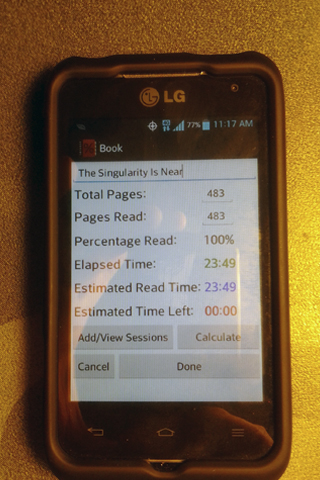 LG
77% 11:17 AM
Book
The Singularity Is Near
Total Pages: 483
Pages Read: 483
Percentage Read: 100%
Elapsed Time: 23:49
Estimated Read Time: 23:49
Estimated Time Left: 00:00
Add/View Sessions Calculate
Cancel Done